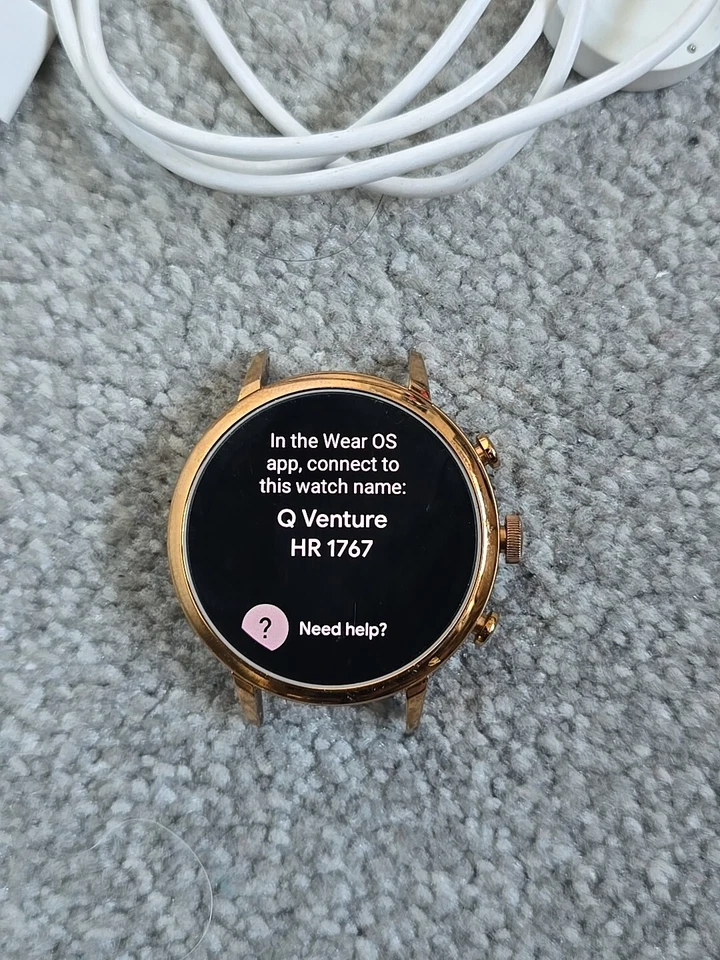 In the Wear OS
app, connect to
this watch name:
Q Venture
HR 1767
? Need help?